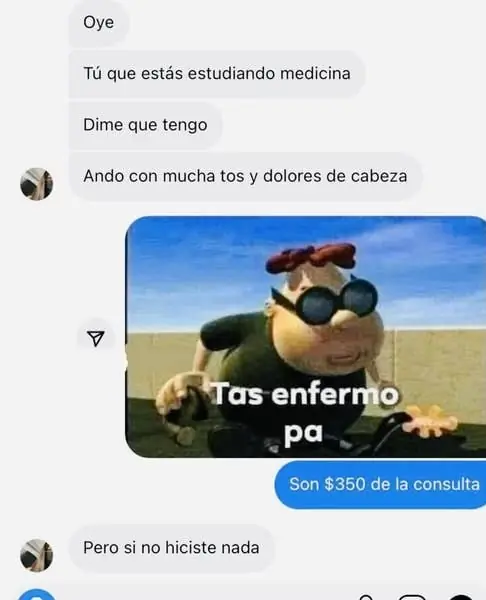 Oye
Tú que estás estudiando medicina
Dime que tengo
Ando con mucha tos y dolores de cabeza
Tas enfermo
pa
Son $350 de la consulta
Pero si no hiciste nada